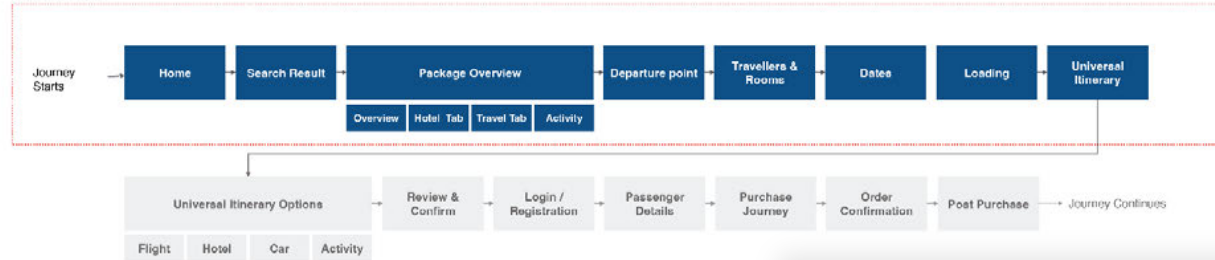 Journey
Starts
Home
Search Result
Package Overview
Departure point
Travellers &
Rooms
Dates
Loading
Universal
Itinerary
Overview
Hotel Tab
Travel Tab
Activity
Universal Itinerary Options
Review &
Confirm
Login /
Registration
Passenger
Details
Purchase
Journey
Order
Confirmation
Post Purchase
Journey Continues
Flight
Hotel
Car
Activity